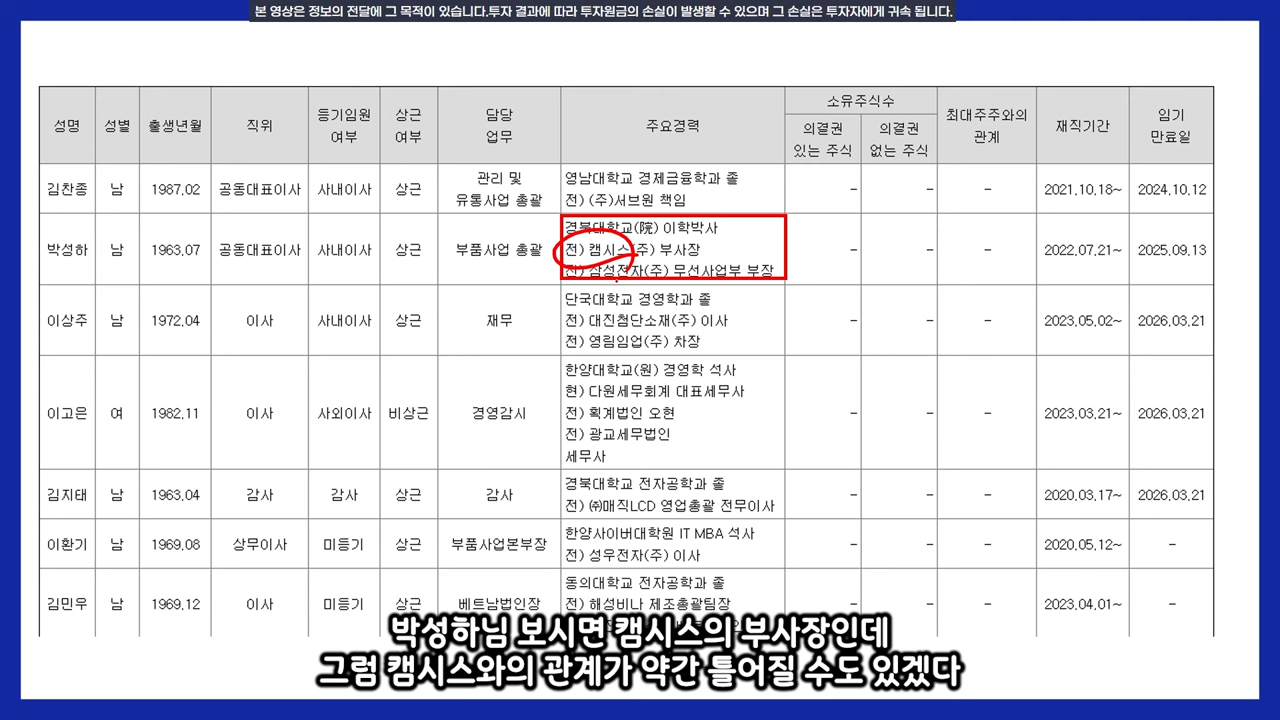 본 영상은 정보의 전달에 그 목적이 있습니다.투자 결과에 따라 투자원금의 손실이 발생할 수 있으며 그 손실은 투자자에게 귀속 됩니다.
성명 성별 출생년월 직위 등기임원 여부 상근 여부 담당 업무 주요경력 소유주식수 의결권 있는 주식 의결권 없는 주식 최대주주와의 관계 재직기간 임기 만료일
김찬종 남 1987.02 공동대표이사 사내이사 상근 관리 및 유통사업 총괄 영남대학교 경제금융학과 졸
전) (주)서브원 책임 - - - 2021.10.18~ 2024.10.12
박성하 남 1963.07 공동대표이사 사내이사 상근 부품사업 총괄 경북대학교(院) 이학박사
전) 캠시스(주) 부사장
전) 삼성전자(주) 무선사업부 부장 - - - 2022.07.21~ 2025.09.13
이상주 남 1972.04 이사 사내이사 상근 재무 단국대학교 경영학과 졸
전) 대진첨단소재(주) 이사
전) 영림임업(주) 차장 - - - 2023.05.02~ 2026.03.21
이고은 여 1982.11 이사 사외이사 비상근 경영감시 한양대학교(원) 경영학 석사
현) 다원세무회계 대표세무사
전) 획계법인 오현
전) 광교세무법인
세무사 - - - 2023.03.21~ 2026.03.21
김지태 남 1963.04 감사 감사 상근 감사 경북대학교 전자공학과 졸
전) ㈜매직LCD 영업총괄 전무이사 - - - 2020.03.17~ 2026.03.21
이환기 남 1969.08 상무이사 미등기 상근 부품사업본부장 한양사이버대학원 IT MBA 석사
전) 성우전자(주) 이사 - - - 2020.05.12~ -
김민우 남 1969.12 이사 미등기 상근 베트남법인장 동의대학교 전자공학과 졸
전) 해성비나 제조총괄팀장 - - - 2023.04.01~ -
박성하님 보시면 캠시스의 부사장인데
그럼 캠시스와의 관계가 약간 틀어질 수도 있겠다